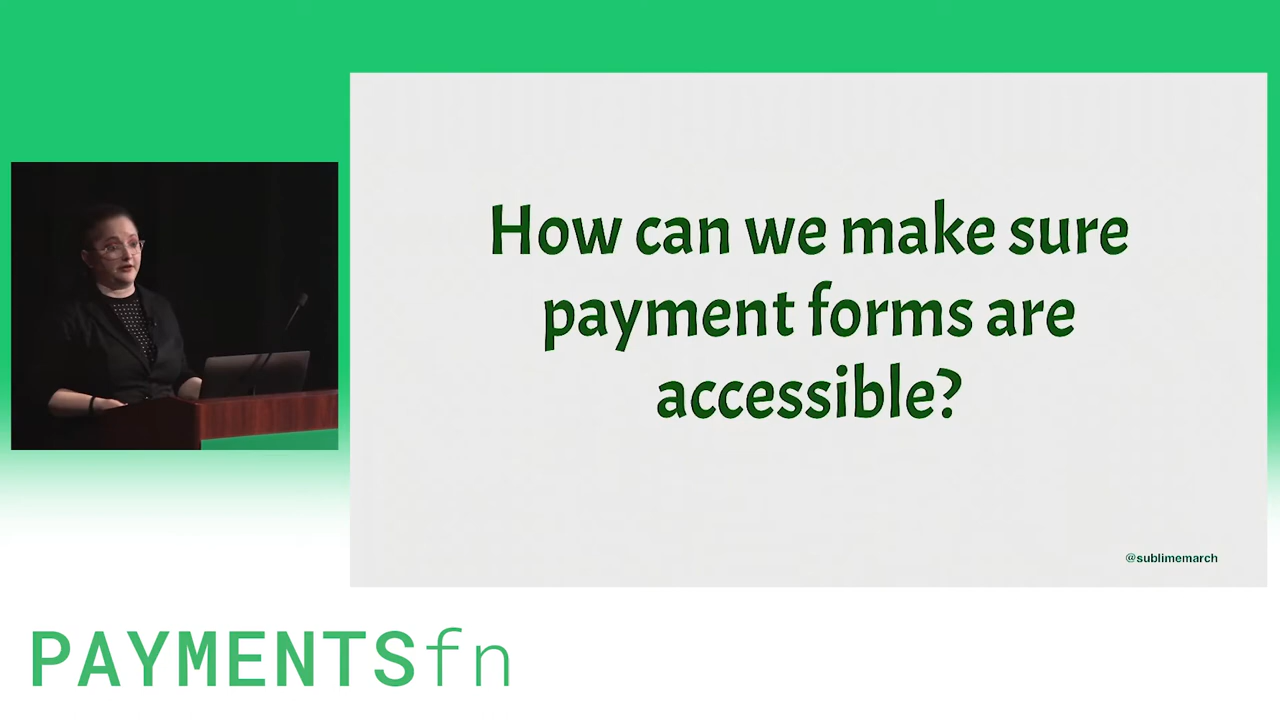 How can we make sure
payment forms are
accessible?
@sublimemarch
PAYMENTSfn